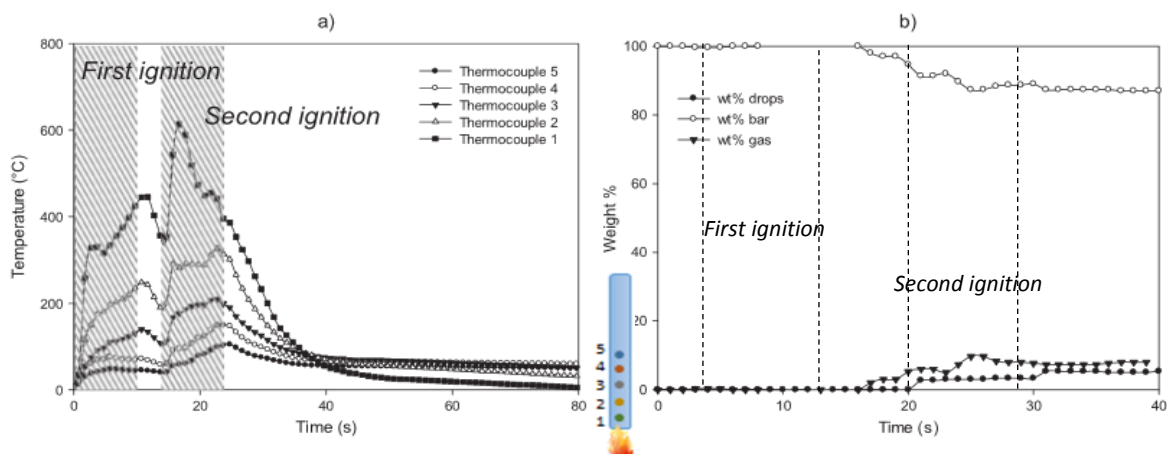 a)
800
600
400
200
0
Temperature (°C)
First ignition
Second ignition
Thermocouple 5
Thermocouple 4
Thermocouple 3
Thermocouple 2
Thermocouple 1
0 20 40 60 80
Time (s)
5
4
3
2
1
b)
100
80
60
40
20
0
Weight %
wt% drops
wt% bar
wt% gas
First ignition
Second ignition
0 10 20 30 40
Time (s)